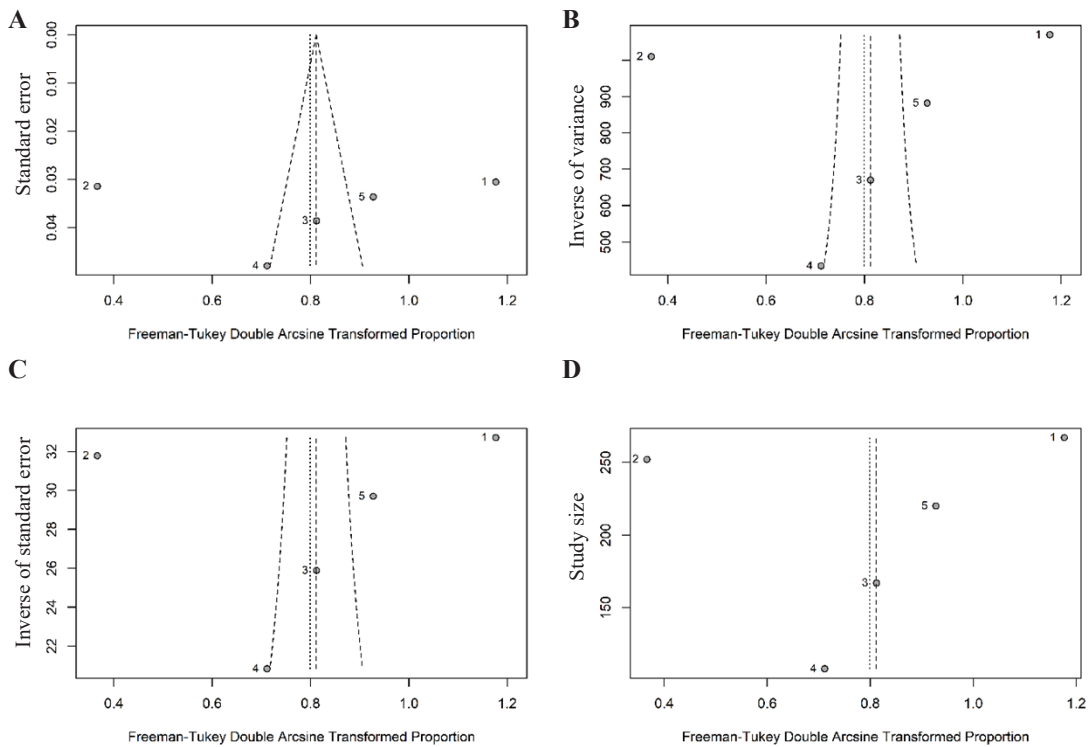 A
Standard error
0.00
0.01
0.02
0.03
0.04
2
4
3
5
1
0.4 0.6 0.8 1.0 1.2
Freeman-Tukey Double Arcsine Transformed Proportion
B
Inverse of variance
900
800
700
600
500
2
1
5
3
4
0.4 0.6 0.8 1.0 1.2
Freeman-Tukey Double Arcsine Transformed Proportion
C
Inverse of standard error
32
30
28
26
24
22
2
1
5
3
4
0.4 0.6 0.8 1.0 1.2
Freeman-Tukey Double Arcsine Transformed Proportion
D
Study size
250
200
150
2
1
5
3
4
0.4 0.6 0.8 1.0 1.2
Freeman-Tukey Double Arcsine Transformed Proportion